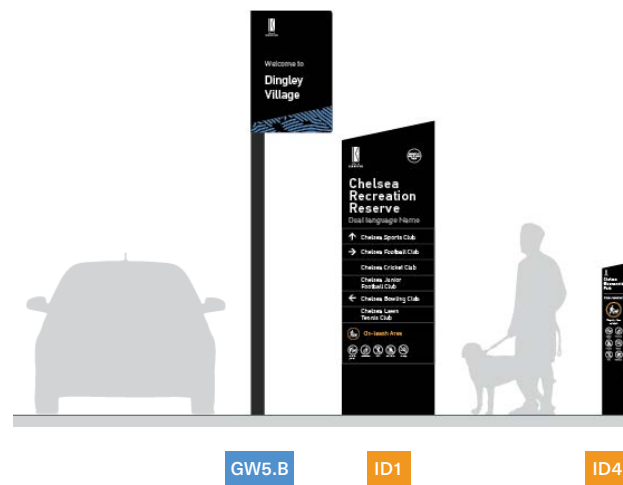 Welcome to
Dingley
Village
Chelsea
Recreation
Reserve
Dual language Name
Chelsea Sports Club
Chelsea Football Club
Chelsea Cricket Club
Chelsea Junior
Football Club
Chelsea Bowling Club
Chelsea Lawn
Tennis Club
On-leash Area
GW5.B
ID1
ID4